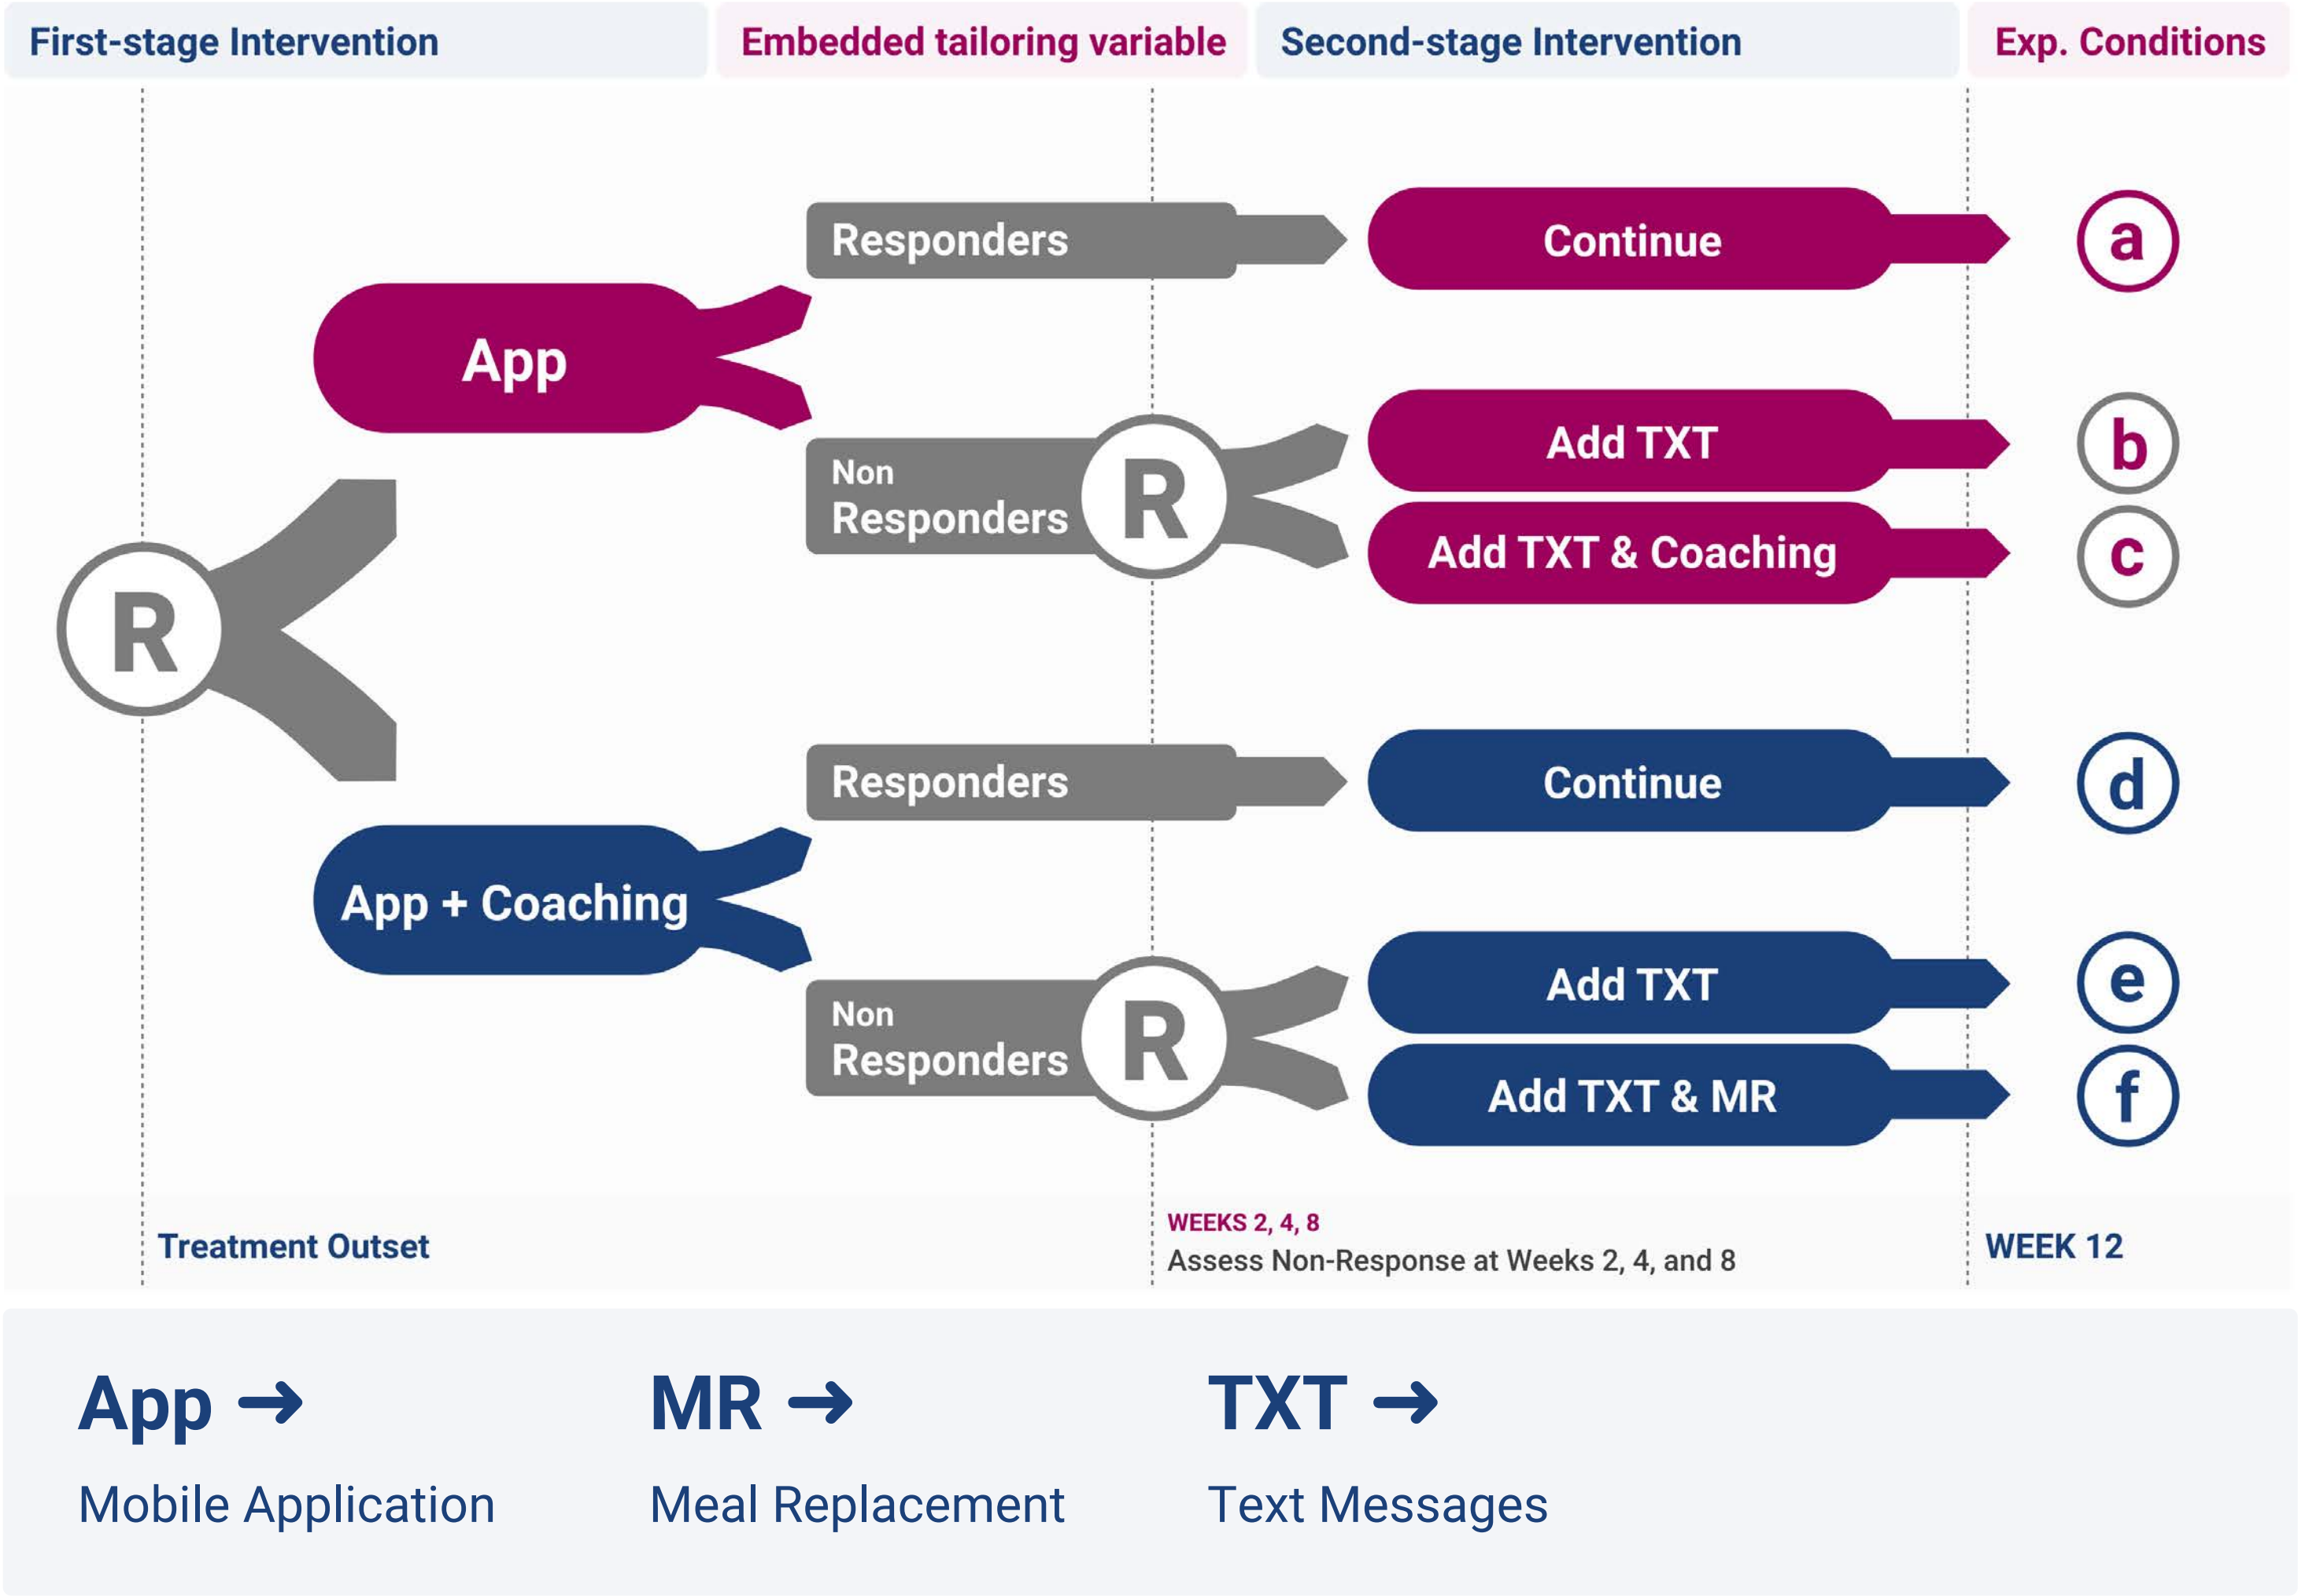 First-stage Intervention
Embedded tailoring variable
Second-stage Intervention
Exp. Conditions
Responders
Continue
a
App
Non
Responders
R
Add TXT
b
Add TXT & Coaching
c
R
Responders
Continue
d
App + Coaching
Non
Responders
R
Add TXT
e
Add TXT & MR
f
Treatment Outset
WEEKS 2, 4, 8
Assess Non-Response at Weeks 2, 4, and 8
WEEK 12
App →
Mobile Application
MR →
Meal Replacement
TXT →
Text Messages